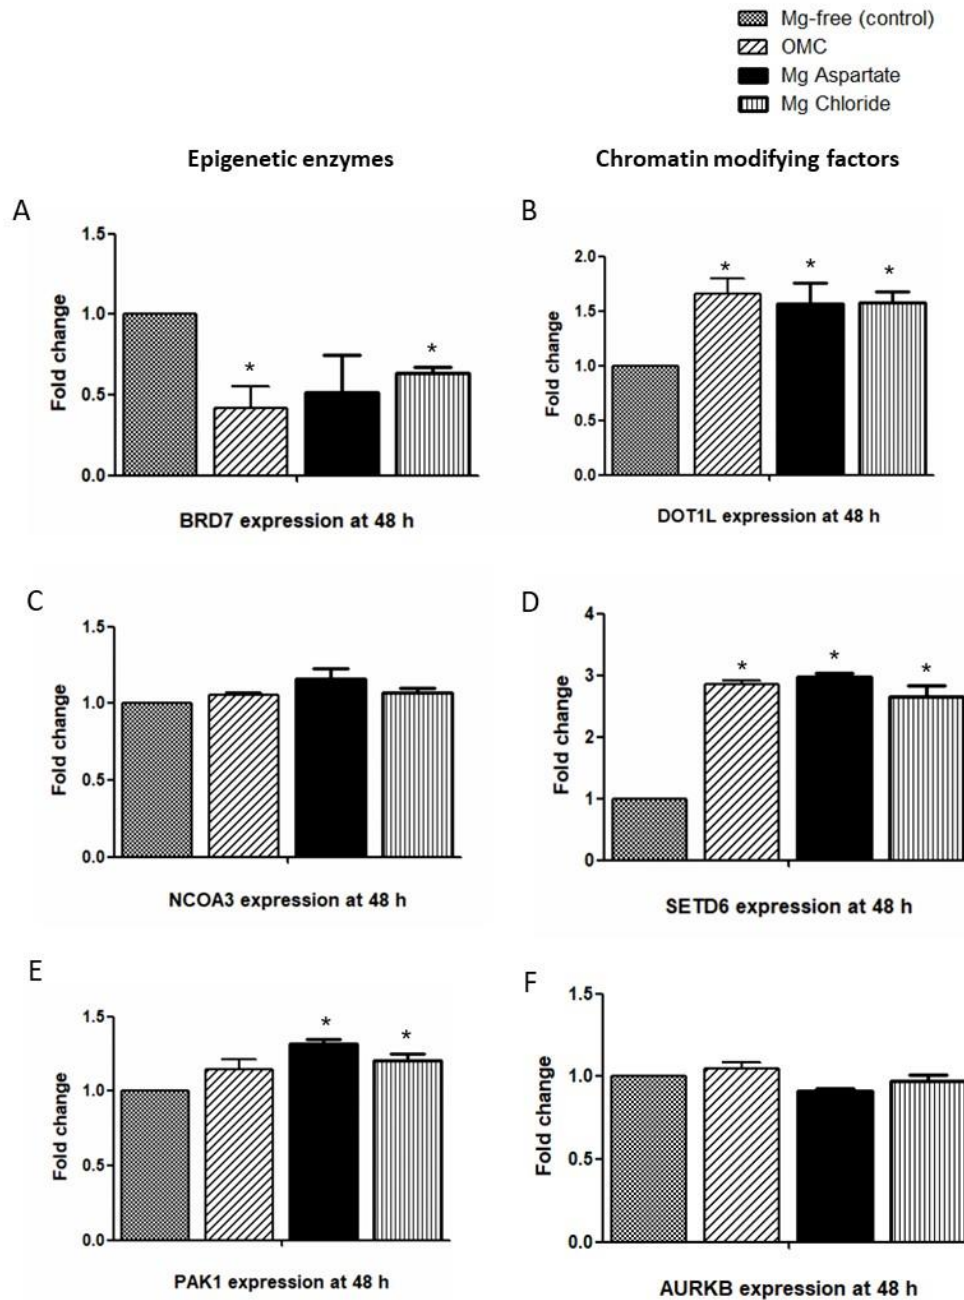 Mg-free (control)
OMC
Mg Aspartate
Mg Chloride
Epigenetic enzymes
Chromatin modifying factors
A
1.5
1.0
0.5
0.0
Fold change
*
*
BRD7 expression at 48 h
B
2.0
1.5
1.0
0.5
0.0
Fold change
*
*
*
DOT1L expression at 48 h
C
1.5
1.0
0.5
0.0
Fold change
NCOA3 expression at 48 h
D
4
3
2
1
0
Fold change
*
*
*
SETD6 expression at 48 h
E
1.5
1.0
0.5
0.0
Fold change
*
*
PAK1 expression at 48 h
F
1.5
1.0
0.5
0.0
Fold change
AURKB expression at 48 h